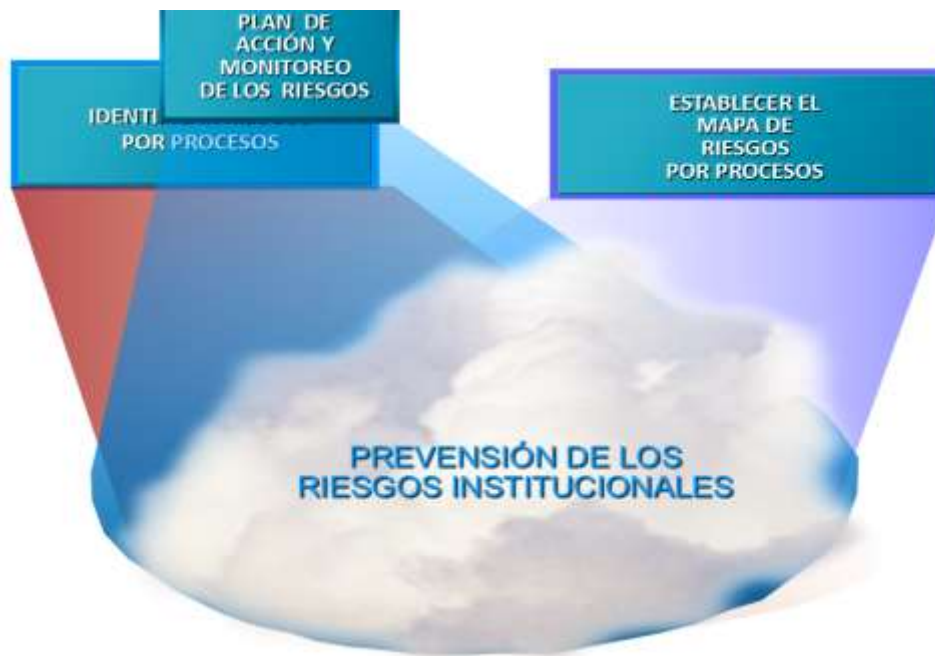 PLAN DE
ACCIÓN Y
MONITOREO
DE LOS RIESGOS
IDENTI
POR PROCESOS
ESTABLECER EL
MAPA DE
RIESGOS
POR PROCESOS
PREVENSIÓN DE LOS
RIESGOS INSTITUCIONALES